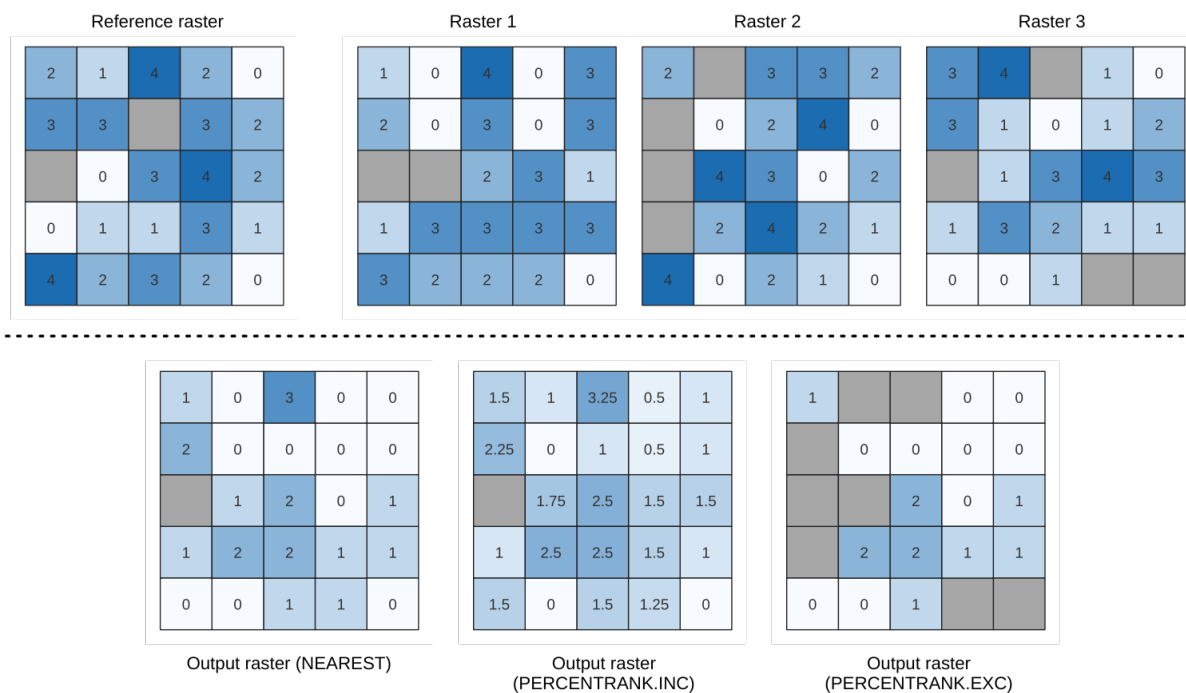 Reference raster Raster 1 Raster 2 Raster 3
2 1 4 2 0 1 0 4 0 3 2 3 3 2 3 4 1 0
3 3 3 2 2 0 3 0 3 0 2 4 0 3 1 0 1 2
0 3 4 2 2 3 1 4 3 0 2 1 3 4 3
0 1 1 3 1 1 3 3 3 3 2 4 2 1 1 3 2 1 1
4 2 3 2 0 3 2 2 2 0 4 0 2 1 0 0 0 1
1 0 3 0 0 1.5 1 3.25 0.5 1 1 0 0
2 0 0 0 0 2.25 0 1 0.5 1 0 0 0 0
1 2 0 1 1.75 2.5 1.5 1.5 2 0 1
1 2 2 1 1 1 2.5 2.5 1.5 1 2 2 1 1
0 0 1 1 0 1.5 0 1.5 1.25 0 0 0 1
Output raster (NEAREST) Output raster Output raster
(PERCENTRANK.INC) (PERCENTRANK.EXC)